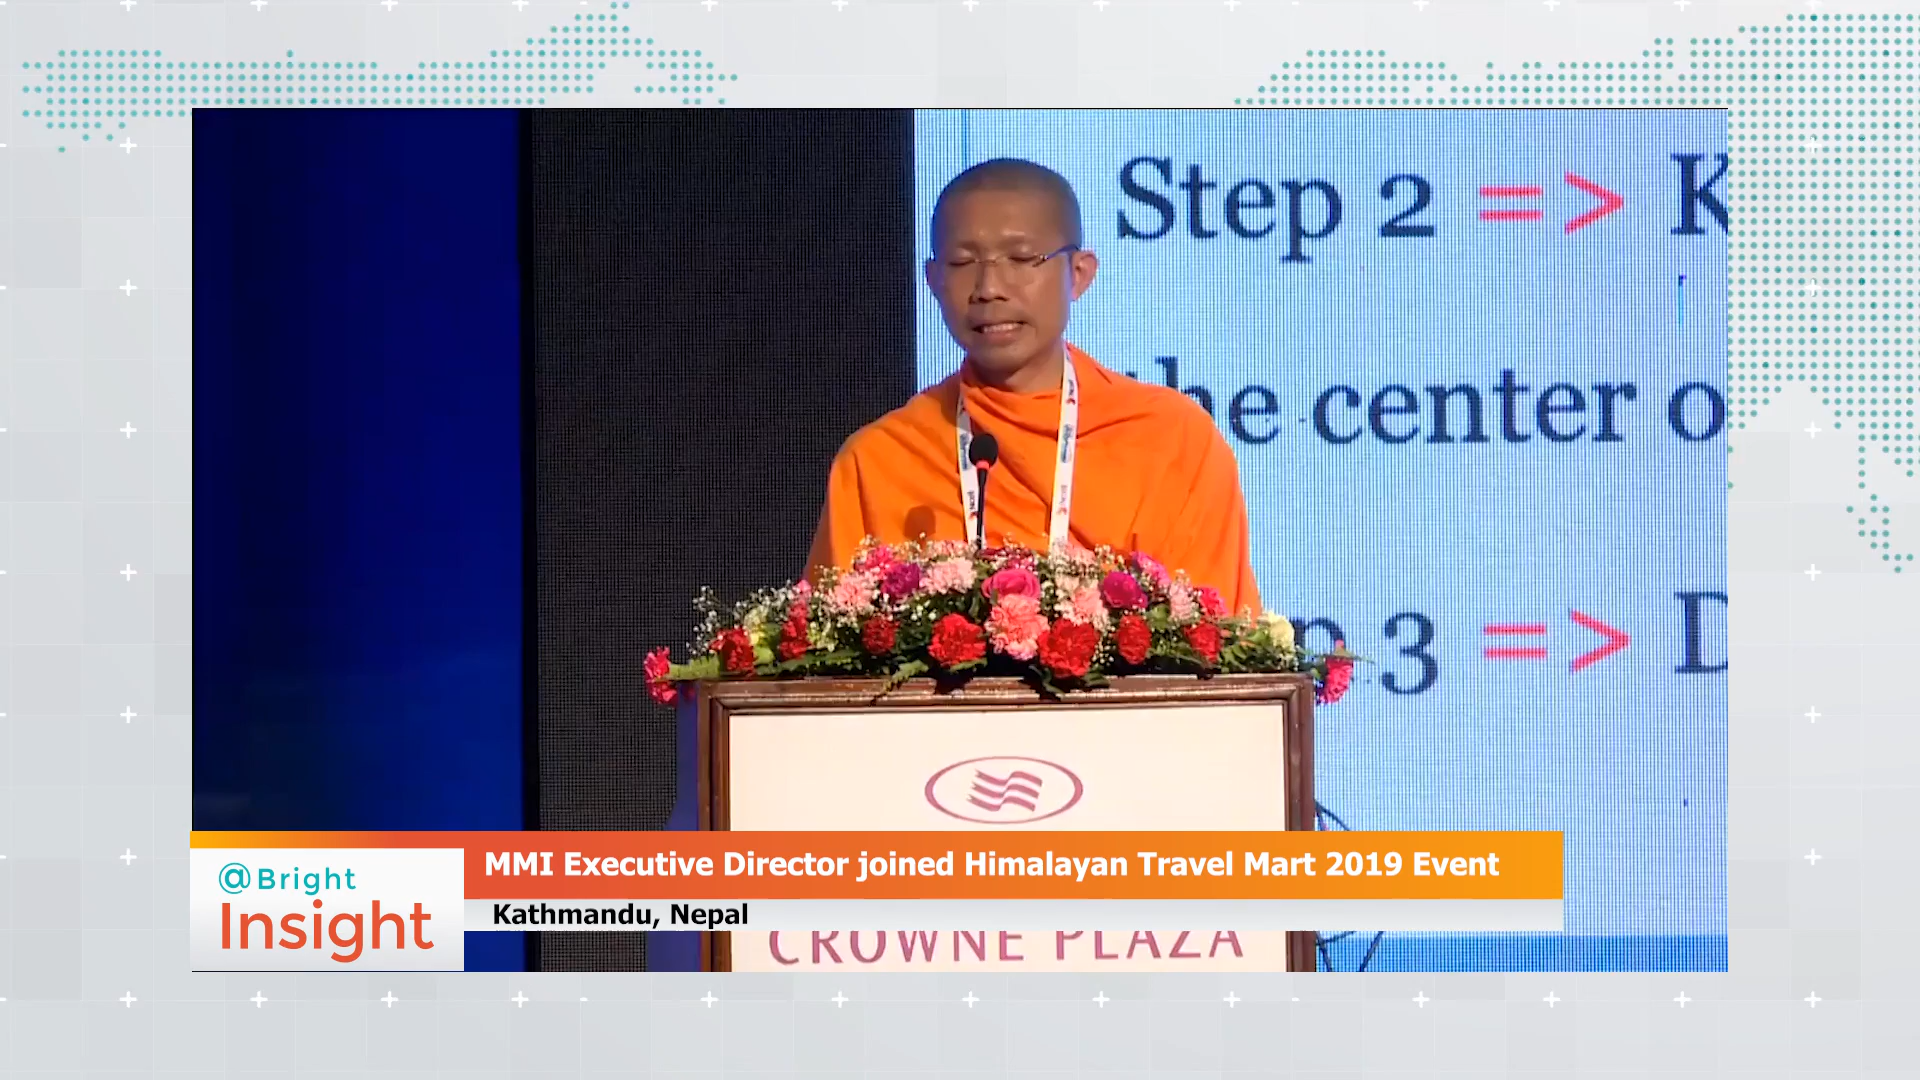 Step 2 => K
the center o
p 3 => D
MMI Executive Director joined Himalayan Travel Mart 2019 Event
@Bright
Insight
Kathmandu, Nepal
CROWNE PLAZA